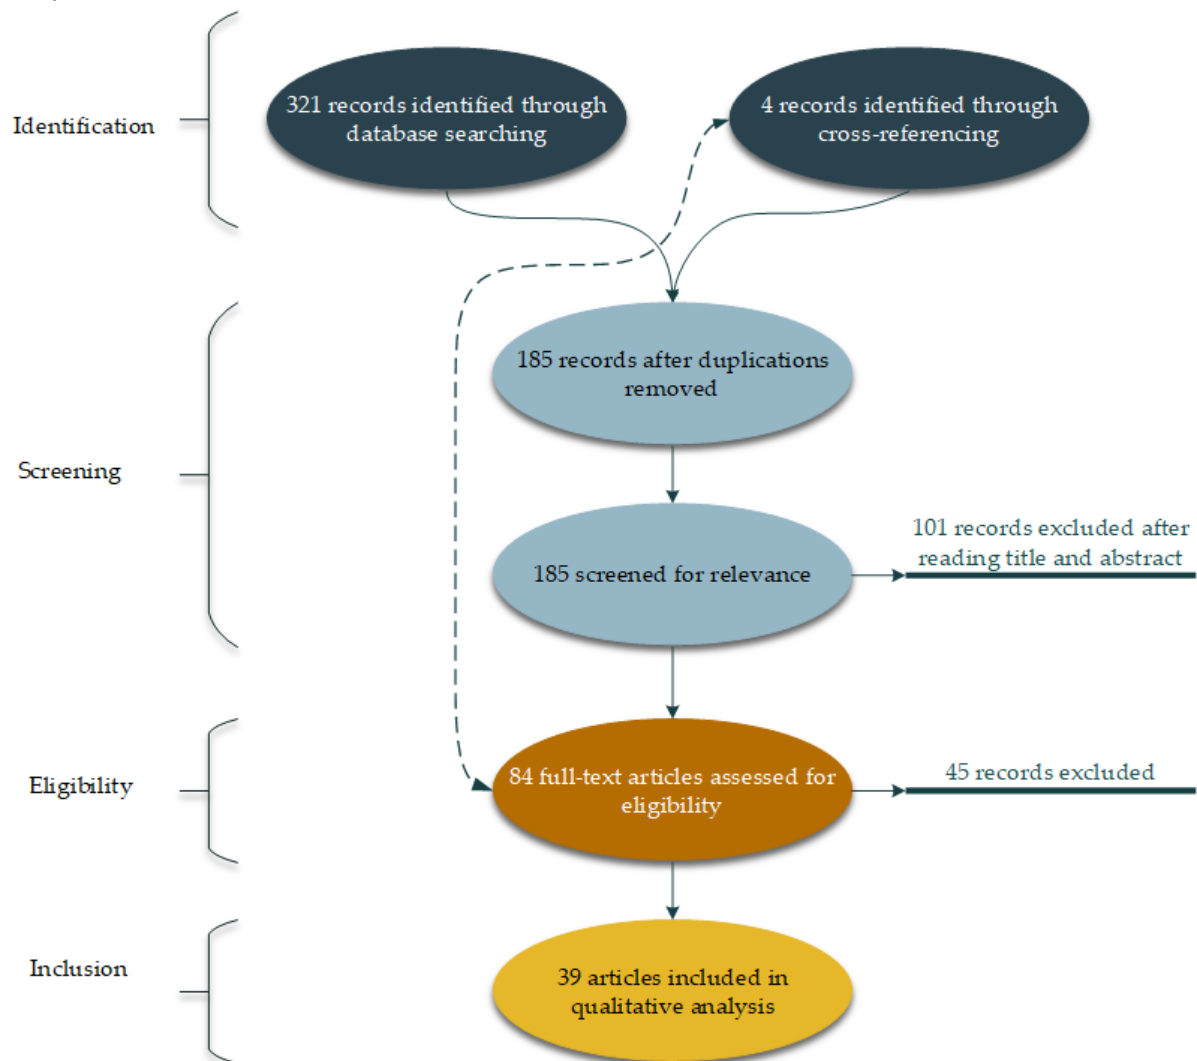 Identification
321 records identified through
database searching
4 records identified through
cross-referencing
Screening
185 records after duplications
removed
185 screened for relevance
101 records excluded after
reading title and abstract
Eligibility
84 full-text articles assessed for
eligibility
45 records excluded
Inclusion
39 articles included in
qualitative analysis